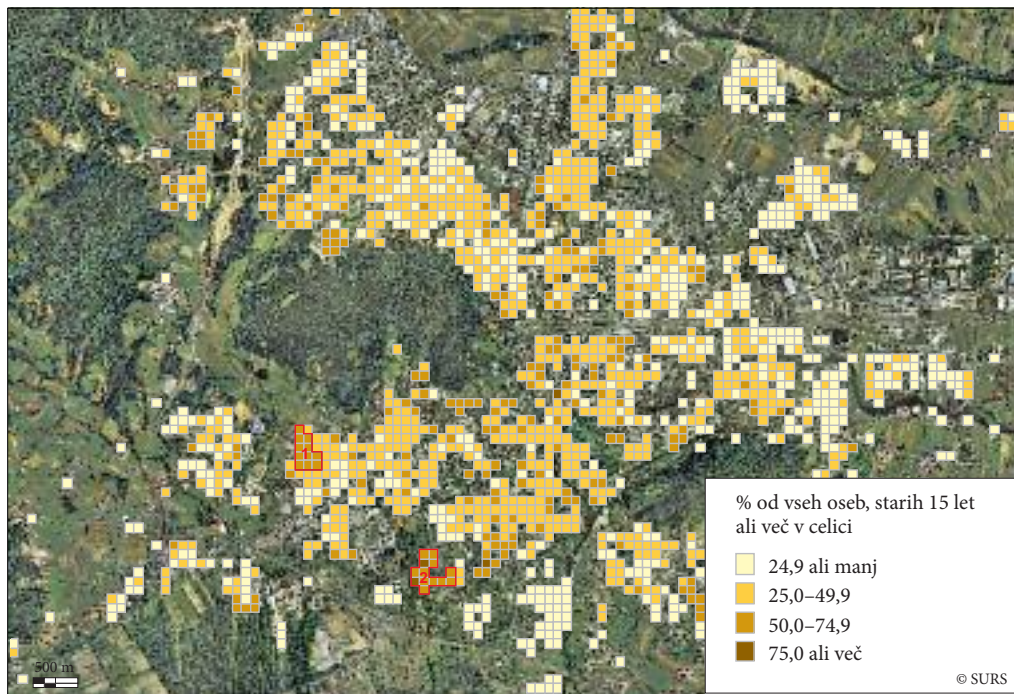 1
2
% od vseh oseb, starih 15 let
ali več v celici
24,9 ali manj
25,0–49,9
50,0–74,9
75,0 ali več
500 m
© SURS